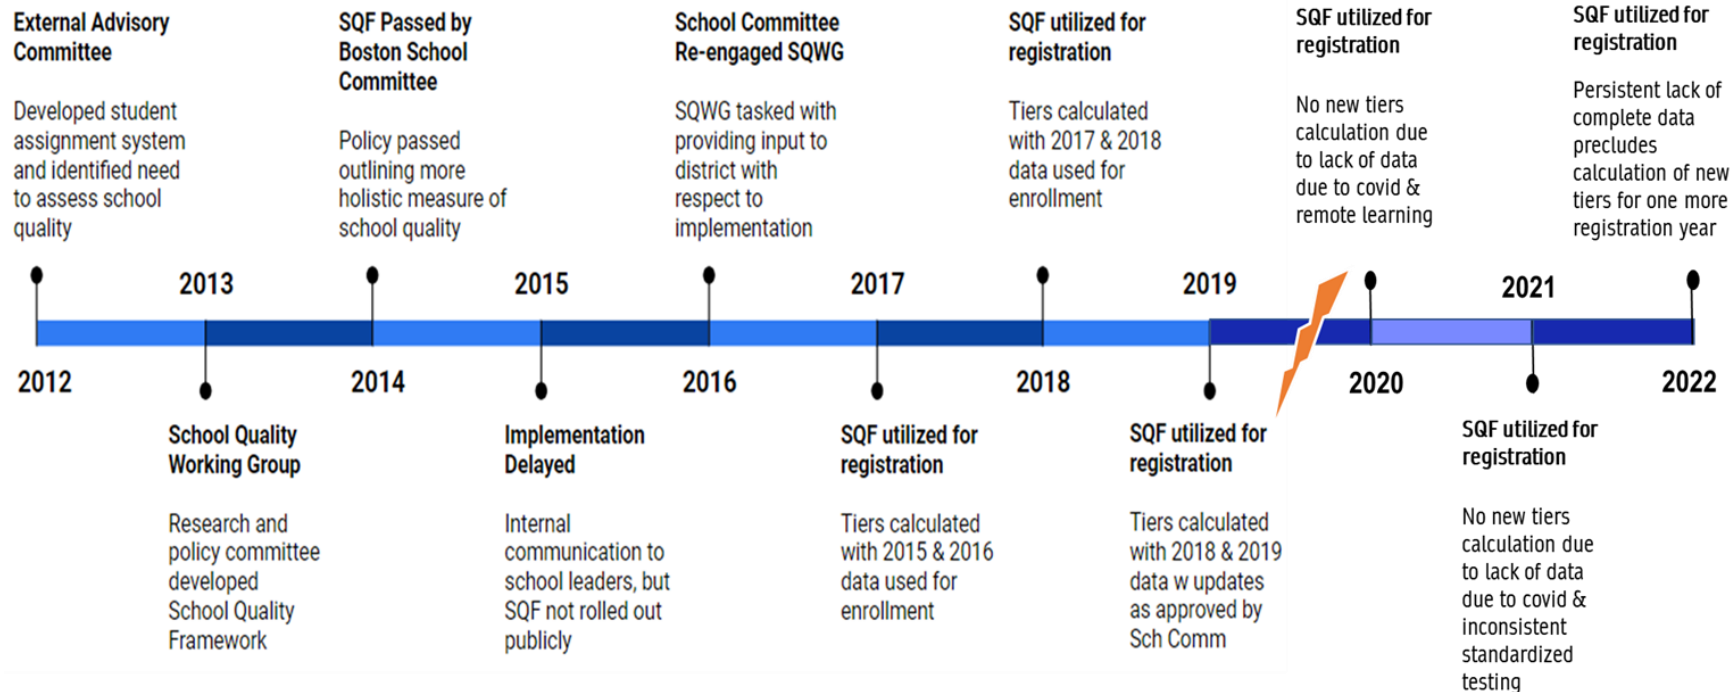 External Advisory
Committee
Developed student
assignment system
and identified need
to assess school
quality
SQF Passed by
Boston School
Committee
Policy passed
outlining more
holistic measure of
school quality
School Committee
Re-engaged SQWG
SQWG tasked with
providing input to
district with
respect to
implementation
SQF utilized for
registration
Tiers calculated
with 2017 & 2018
data used for
enrollment
SQF utilized for
registration
No new tiers
calculation due
to lack of data
due to covid &
remote learning
SQF utilized for
registration
Persistent lack of
complete data
precludes
calculation of new
tiers for one more
registration year
2013
2015
2017
2019
2021
2012
2014
2016
2018
2020
2022
School Quality
Working Group
Research and
policy committee
developed
School Quality
Framework
Implementation
Delayed
Internal
communication to
school leaders, but
SQF not rolled out
publicly
SQF utilized for
registration
Tiers calculated
with 2015 & 2016
data used for
enrollment
SQF utilized for
registration
Tiers calculated
with 2018 & 2019
data w updates
as approved by
Sch Comm
SQF utilized for
registration
No new tiers
calculation due
to lack of data
due to covid &
inconsistent
standardized
testing